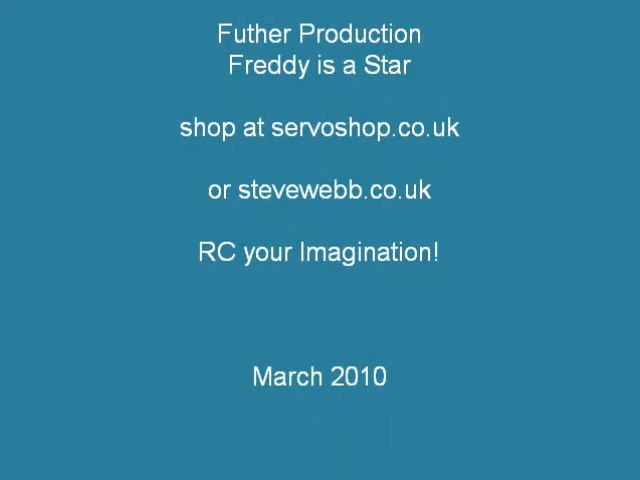 Futher Production
Freddy is a Star
shop at servoshop.co.uk
or stevewebb.co.uk
RC your Imagination!
March 2010